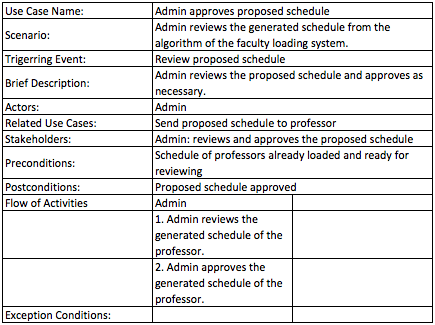 Use Case Name: Admin approves proposed schedule
Scenario: Admin reviews the generated schedule from the
algorithm of the faculty loading system.
Trigerring Event: Review proposed schedule
Brief Description: Admin reviews the proposed schedule and approves as
necessary.
Actors: Admin
Related Use Cases: Send proposed schedule to professor
Stakeholders: Admin: reviews and approves the proposed schedule
Preconditions: Schedule of professors already loaded and ready for
reviewing
Postconditions: Proposed schedule approved
Flow of Activities Admin
1. Admin reviews the
generated schedule of the
professor.
2. Admin approves the
generated schedule of the
professor.
Exception Conditions: